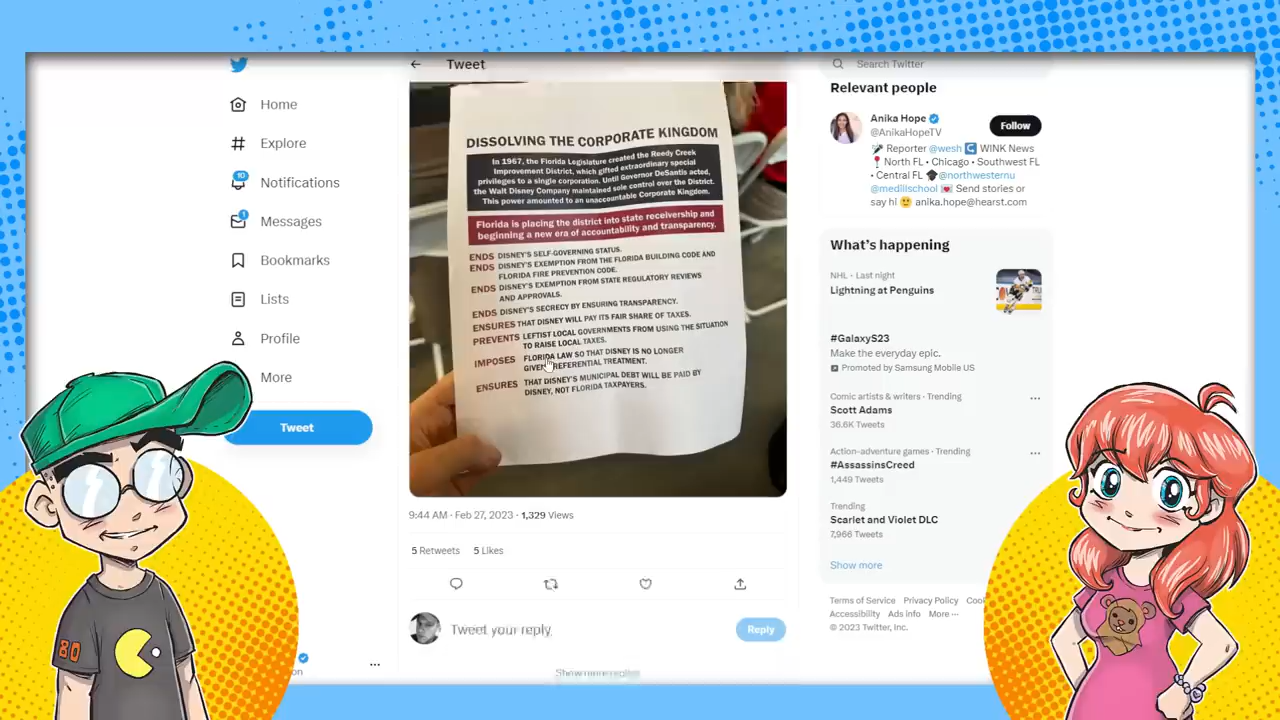 Home
Explore
10
Notifications
1
Messages
Bookmarks
Lists
Profile
More
Tweet
80
Tweet
DISSOLVING THE CORPORATE KINGDOM
In 1967, the Florida Legislature created the Reedy Creek
Improvement District, which gifted extraordinary special
privileges to a single corporation. Until Governor DeSantis acted,
the Walt Disney Company maintained sole control over the District.
This power amounted to an unaccountable Corporate Kingdom.
Florida is placing the district into state receivership and
beginning a new era of accountability and transparency.
ENDS DISNEY'S SELF-GOVERNING STATUS.
ENDS DISNEY'S EXEMPTION FROM THE FLORIDA BUILDING CODE AND
FLORIDA FIRE PREVENTION CODE.
ENDS DISNEY'S EXEMPTION FROM STATE REGULATORY REVIEWS
AND APPROVALS.
ENDS DISNEY'S SECRECY BY ENSURING TRANSPARENCY.
ENSURES THAT DISNEY WILL PAY ITS FAIR SHARE OF TAXES.
PREVENTS LEFTIST LOCAL GOVERNMENTS FROM USING THE SITUATION
TO RAISE LOCAL TAXES.
IMPOSES FLORIDA LAW SO THAT DISNEY IS NO LONGER
GIVEN PREFERENTIAL TREATMENT.
ENSURES THAT DISNEY'S MUNICIPAL DEBT WILL BE PAID BY
DISNEY, NOT FLORIDA TAXPAYERS.
9:44 AM · Feb 27, 2023 · 1,329 Views
5 Retweets 5 Likes
Tweet your reply
Reply
Show more replies
Search Twitter
Relevant people
Anika Hope
@AnikaHopeTV
Follow
Reporter @wesh WINK News
North FL • Chicago • Southwest FL
• Central FL @northwesternu
@medillschool Send stories or
say hi anika.hope@hearst.com
What's happening
NHL · Last night
Lightning at Penguins
#GalaxyS23
Make the everyday epic.
Promoted by Samsung Mobile US
Comic artists & writers · Trending
Scott Adams
36.6K Tweets
Action-adventure games · Trending
#AssassinsCreed
1,449 Tweets
Trending
Scarlet and Violet DLC
7,966 Tweets
Show more
Terms of Service Privacy Policy
Accessibility Ads info More
© 2023 Twitter, Inc.